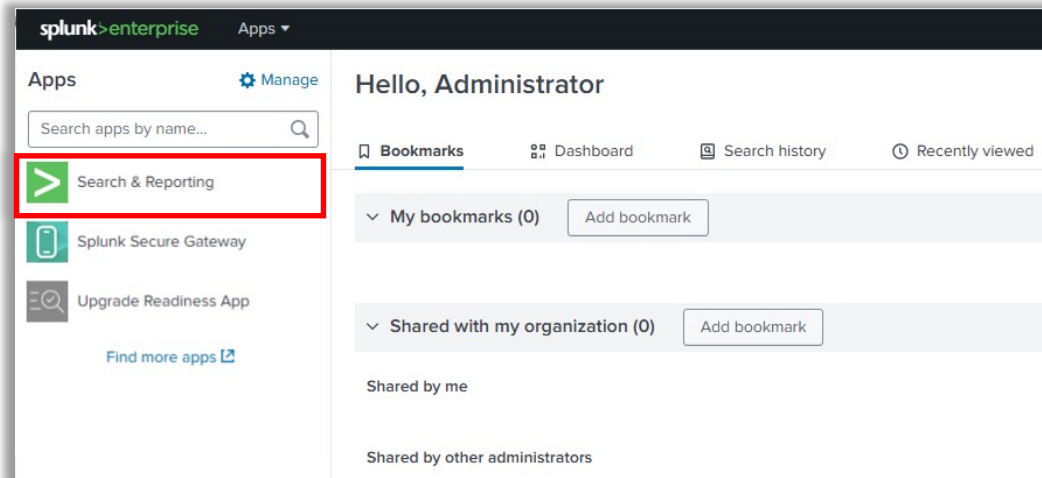 splunk>enterprise Apps
Apps Manage
Search apps by name...
Search & Reporting
Splunk Secure Gateway
Upgrade Readiness App
Find more apps
Hello, Administrator
Bookmarks Dashboard Search history Recently viewed
My bookmarks (0) Add bookmark
Shared with my organization (0) Add bookmark
Shared by me
Shared by other administrators